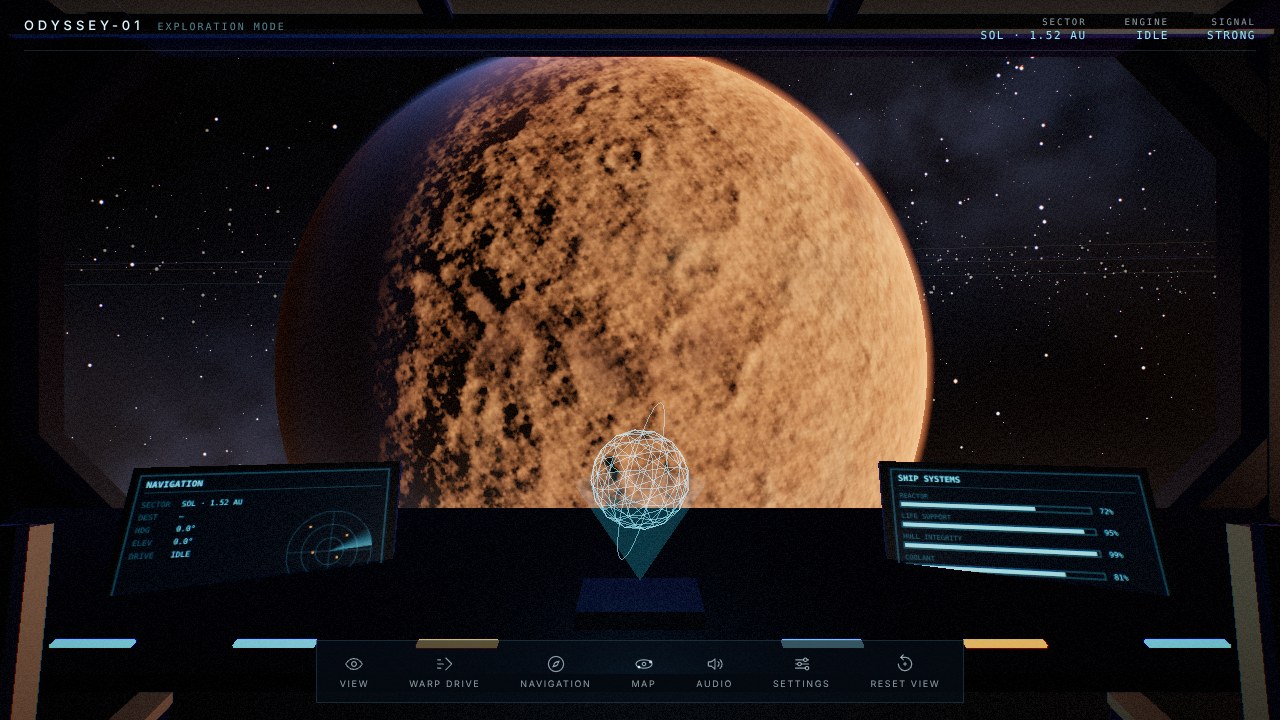 ODYSSEY-01 EXPLORATION MODE
SECTOR ENGINE SIGNAL
SOL · 1.52 AU IDLE STRONG
NAVIGATION
SECTOR SOL · 1.52 AU
DEST —
HDG 0.0°
ELEV 0.0°
DRIVE IDLE
SHIP SYSTEMS
REACTOR
72%
LIFE SUPPORT
95%
HULL INTEGRITY
99%
COOLANT
81%
VIEW WARP DRIVE NAVIGATION MAP AUDIO SETTINGS RESET VIEW